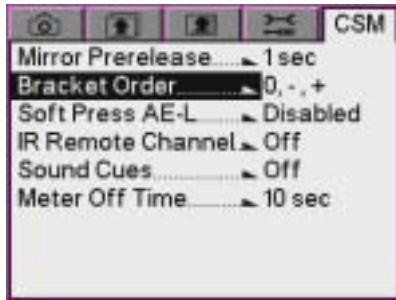 CSM
Mirror Prerelease........ 1 sec
Bracket Order........ 0, - , +
Soft Press AE-L........ Disabled
IR Remote Channel. Off
Sound Cues............ Off
Meter Off Time........ 10 sec